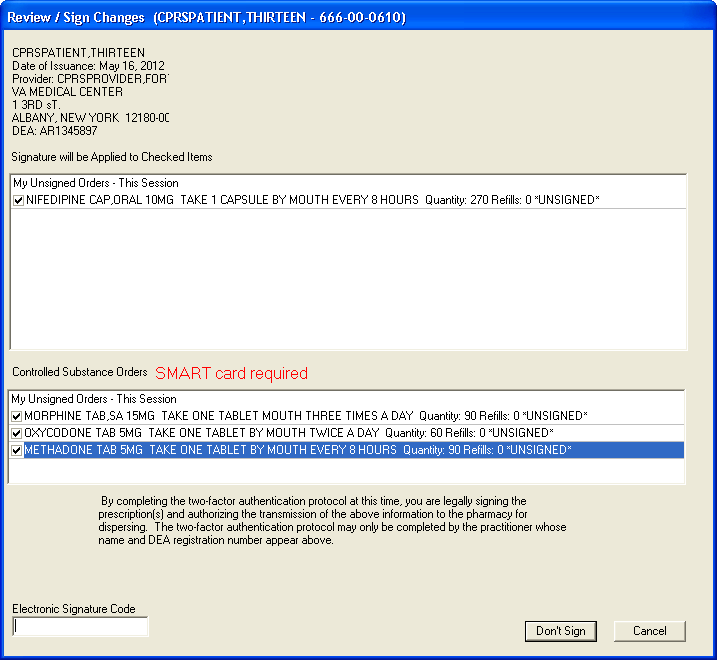 Review / Sign Changes (CPRSPATIENT,THIRTEEN - 666-00-0610)
CPRSPATIENT,THIRTEEN
Date of Issuance: May 16, 2012
Provider: CPRSPROVIDER,FOR
VA MEDICAL CENTER
1 3RD sT.
ALBANY, NEW YORK 12180-00
DEA: AR1345897
Signature will be Applied to Checked Items
My Unsigned Orders - This Session
NIFEDIPINE CAP,ORAL 10MG TAKE 1 CAPSULE BY MOUTH EVERY 8 HOURS Quantity: 270 Refills: 0 *UNSIGNED*
Controlled Substance Orders SMART card required
My Unsigned Orders - This Session
MORPHINE TAB,SA 15MG TAKE ONE TABLET MOUTH THREE TIMES A DAY Quantity: 90 Refills: 0 *UNSIGNED*
OXYCODONE TAB 5MG TAKE ONE TABLET BY MOUTH TWICE A DAY Quantity: 60 Refills: 0 *UNSIGNED*
METHADONE TAB 5MG TAKE ONE TABLET BY MOUTH EVERY 8 HOURS Quantity: 90 Refills: 0 *UNSIGNED*
By completing the two-factor authentication protocol at this time, you are legally signing the
prescription(s) and authorizing the transmission of the above information to the pharmacy for
dispersing. The two-factor authentication protocol may only be completed by the practitioner whose
name and DEA registration number appear above.
Electronic Signature Code
Don't Sign
Cancel